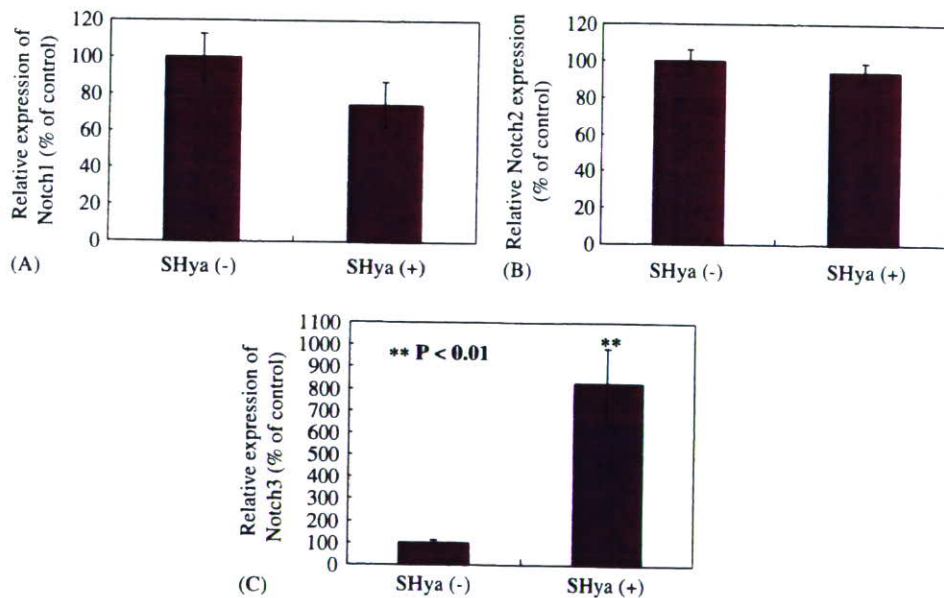 Relative expression of
Notch1 (% of control)
120
100
80
60
40
20
0
SHya (-)
SHya (+)
(A)
Relative Notch2 expression
(% of control)
120
100
80
60
40
20
0
SHya (-)
SHya (+)
(B)
Relative expression of
Notch3 (% of control)
1100
1000
900
800
700
600
500
400
300
200
100
0
** P < 0.01
**
SHya (-)
SHya (+)
(C)